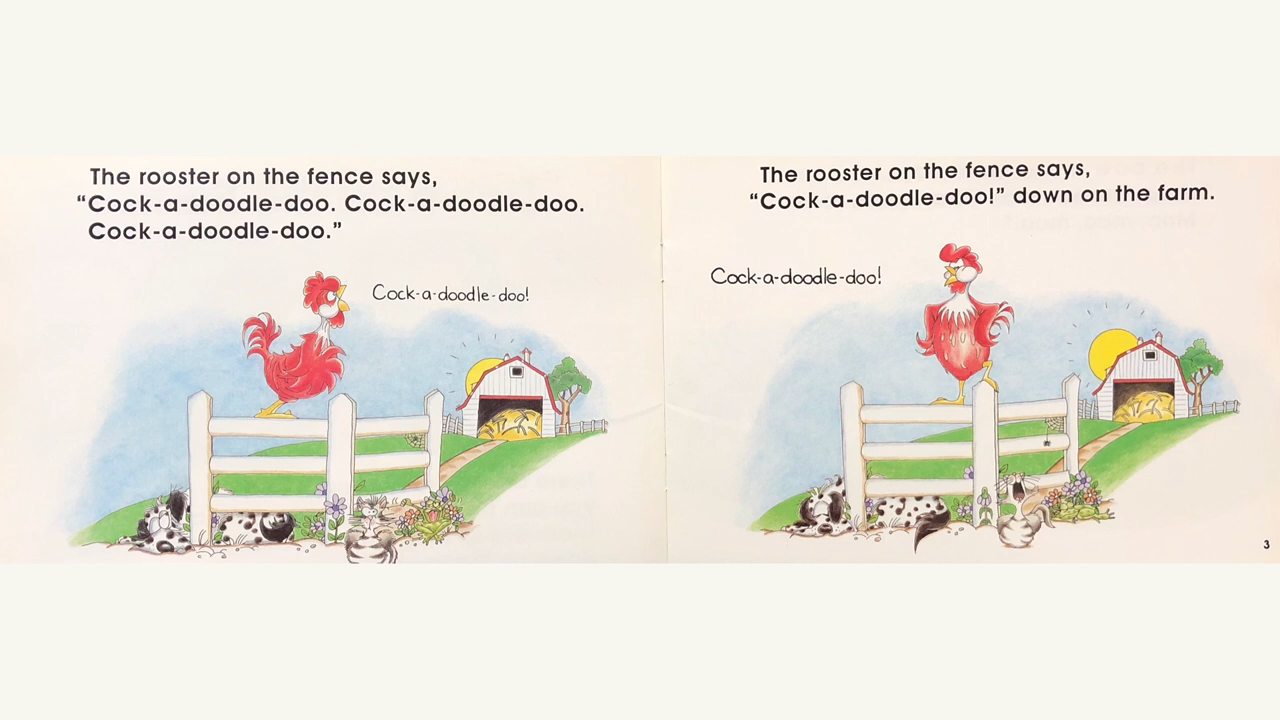 The rooster on the fence says,
“Cock-a-doodle-doo. Cock-a-doodle-doo.
Cock-a-doodle-doo.”
Cock-a-doodle-doo!
The rooster on the fence says,
“Cock-a-doodle-doo!” down on the farm.
Cock-a-doodle-doo!
3